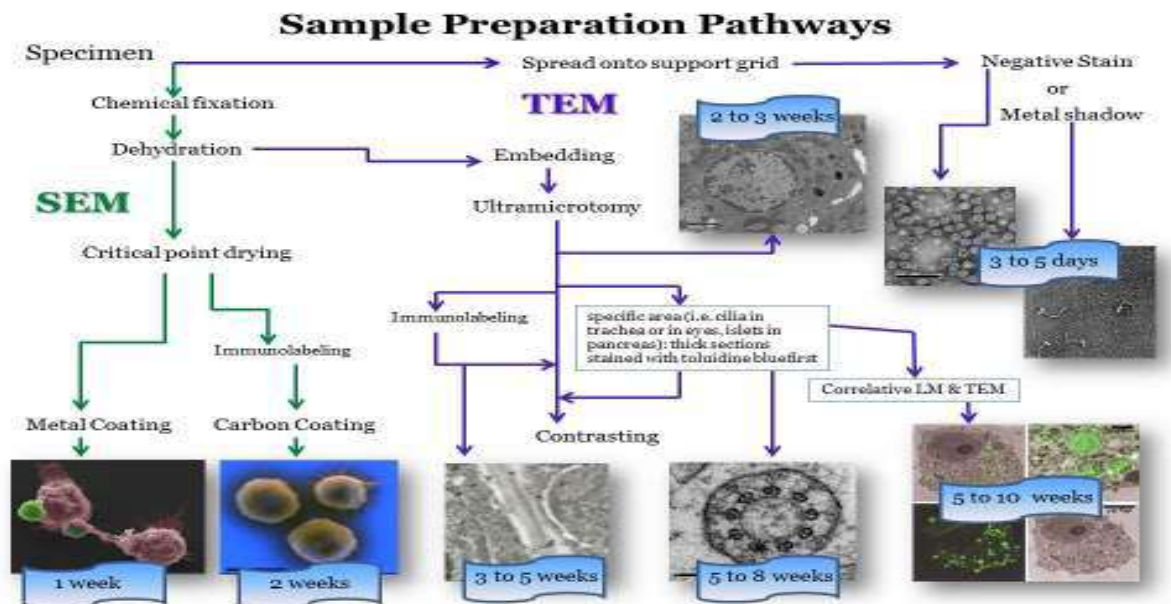 Sample Preparation Pathways
Specimen
Spread onto support grid
Negative Stain
or
Metal shadow
Chemical fixation
TEM
2 to 3 weeks
Dehydration
Embedding
SEM
Ultramicrotomy
Critical point drying
3 to 5 days
Immunolabeling
specific area (i.e. cilia in
trachea or in eyes, islets in
pancreas): thick sections
stained with toluidine blue first
Immunolabeling
Correlative LM & TEM
Metal Coating
Carbon Coating
Contrasting
5 to 10 weeks
1 week
2 weeks
3 to 5 weeks
5 to 8 weeks